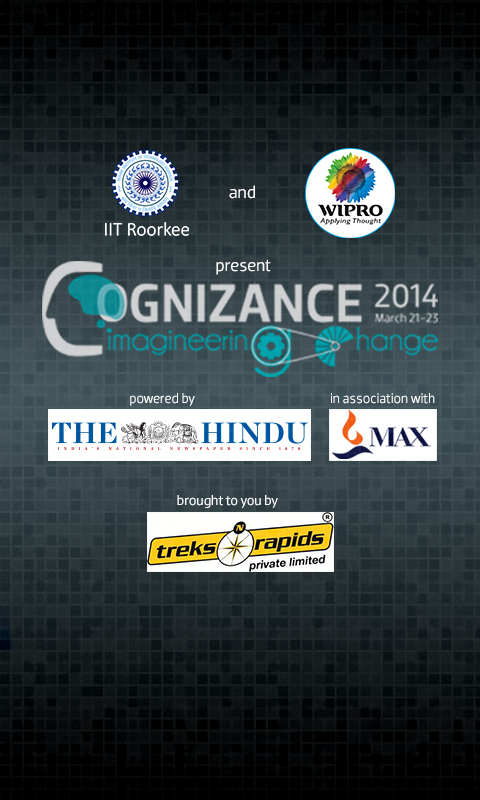 and
IIT Roorkee
WIPRO
Applying Thought
present
COGNIZANCE 2014
March 21-23
imagineering Change
powered by
in association with
THE HINDU
INDIA'S NATIONAL NEWSPAPER SINCE 1878
MAX
brought to you by
treks N rapids ®
private limited